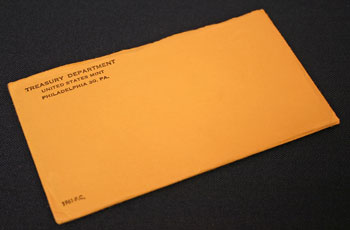 TREASURY DEPARTMENT
UNITED STATES MINT
PHILADELPHIA 30, PA.